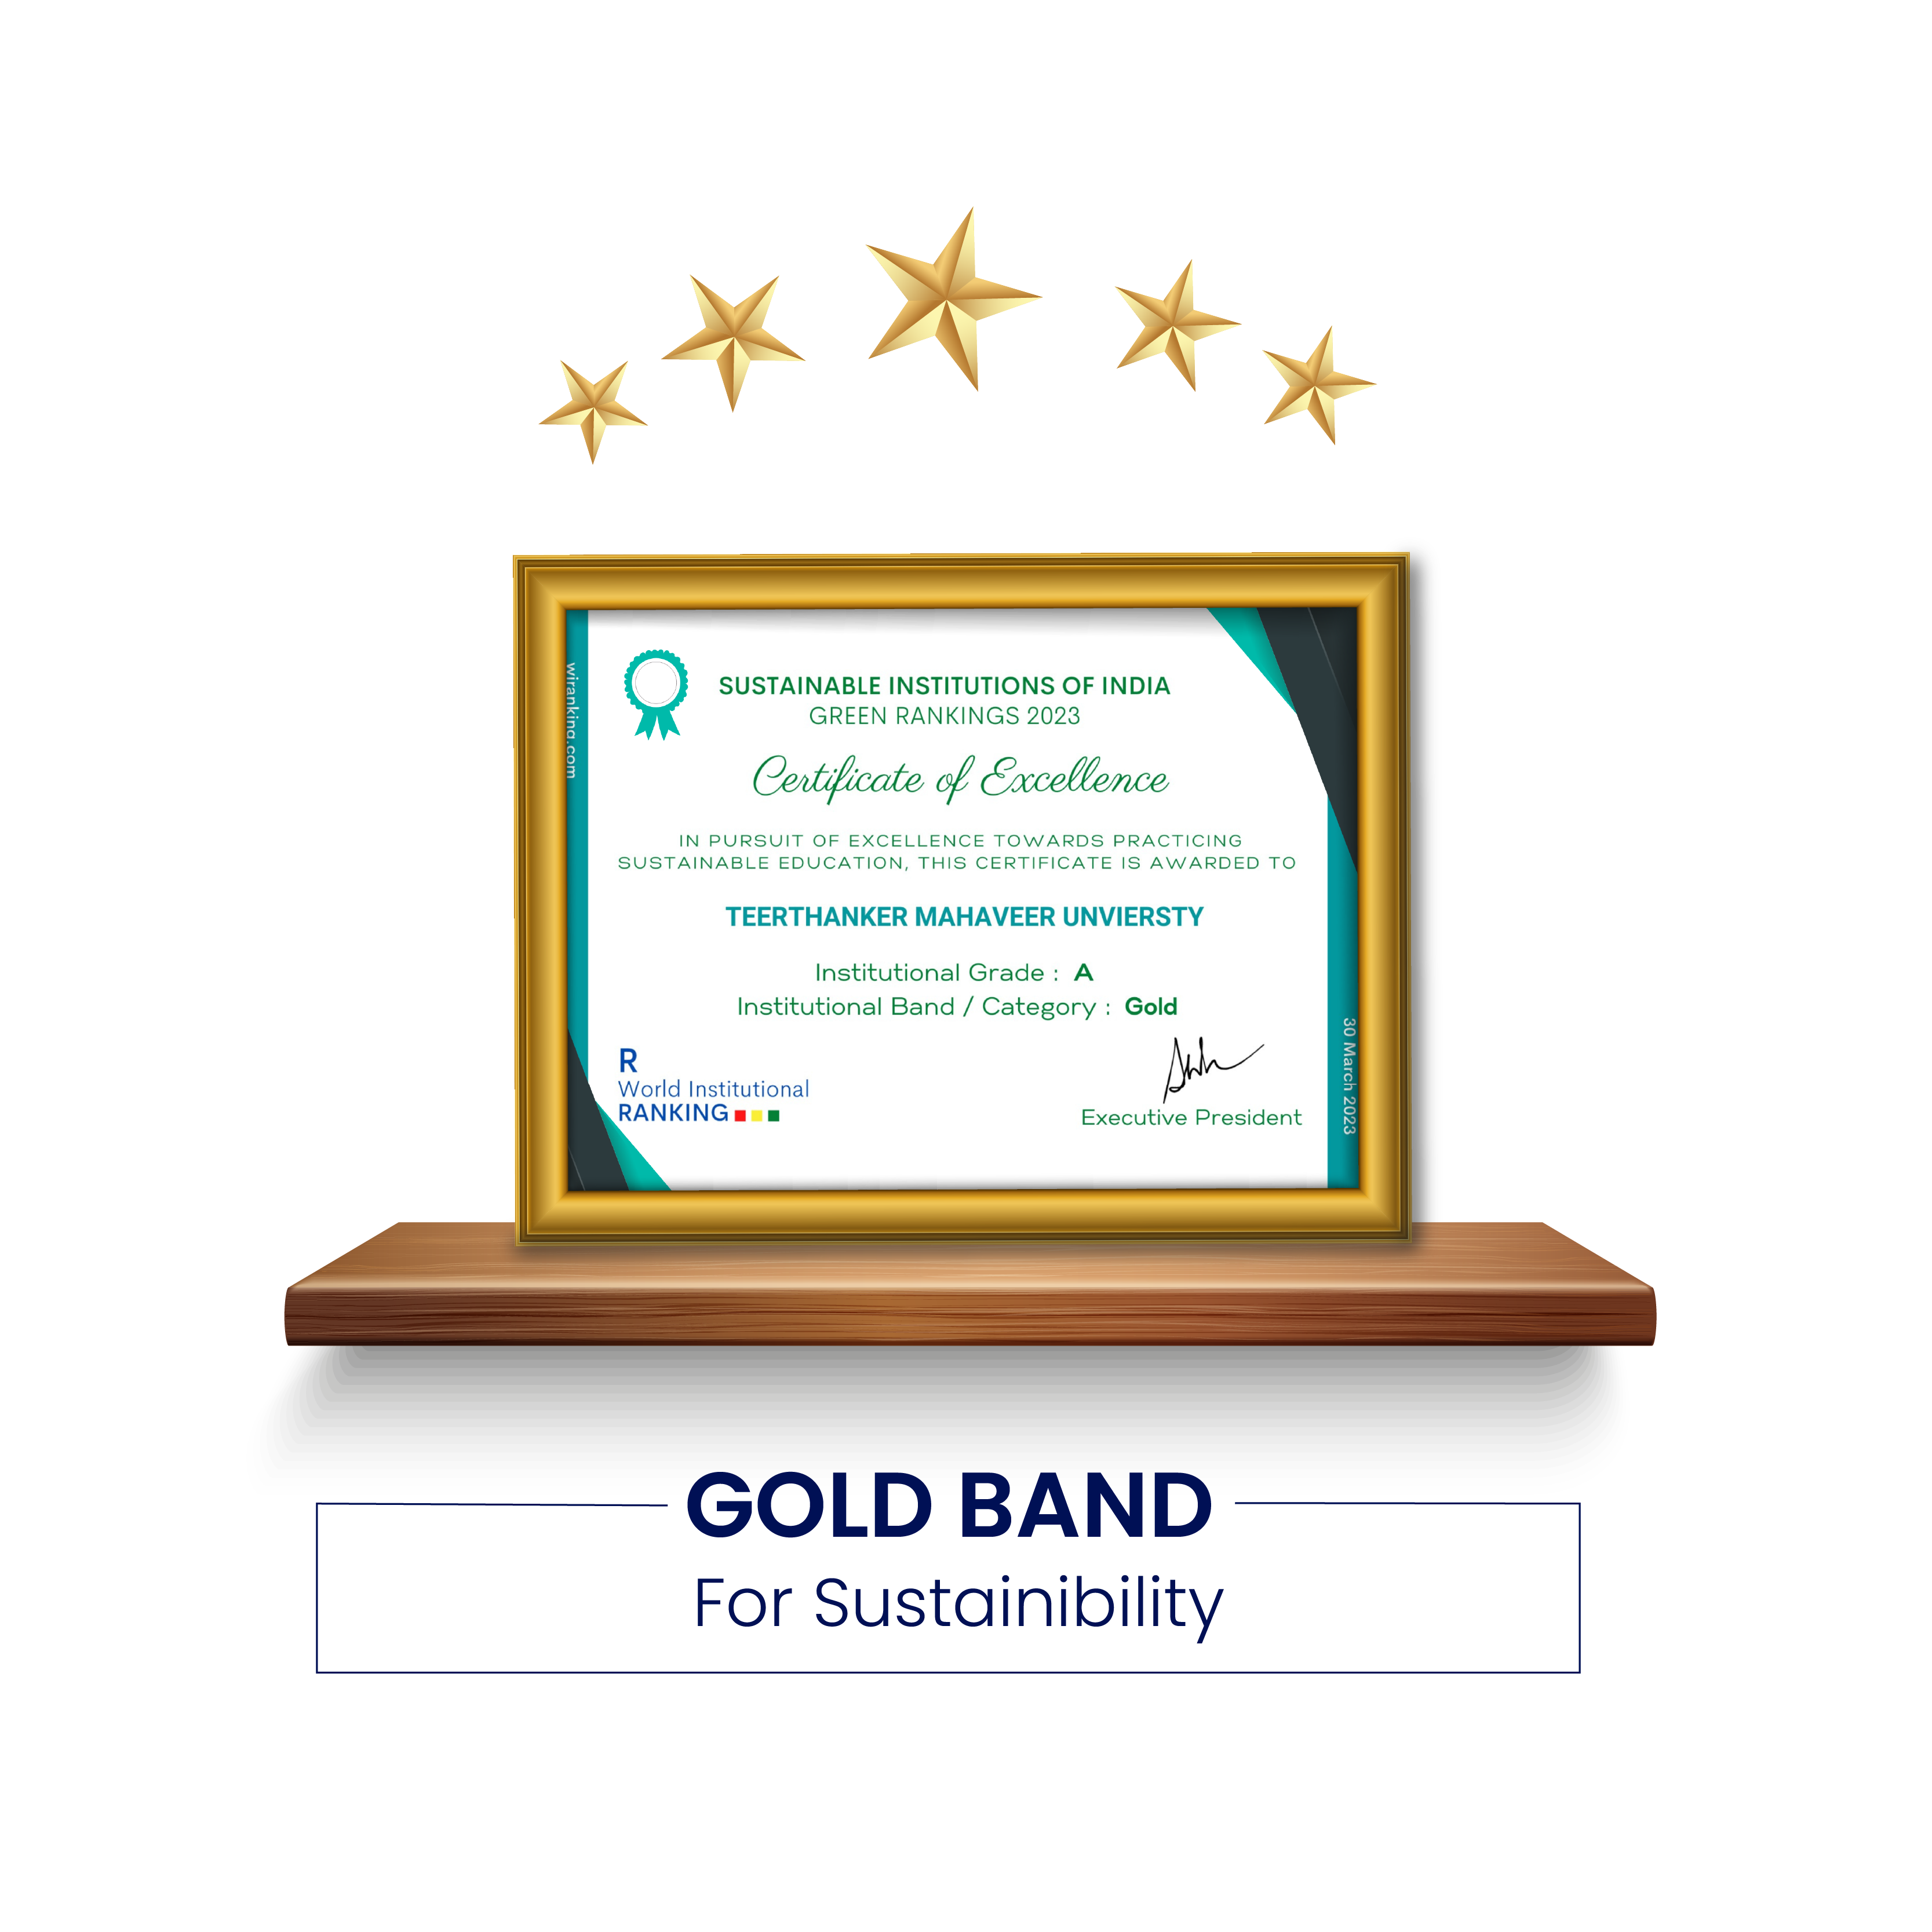 wiranking.com
SUSTAINABLE INSTITUTIONS OF INDIA
GREEN RANKINGS 2023
Certificate of Excellence
IN PURSUIT OF EXCELLENCE TOWARDS PRACTICING
SUSTAINABLE EDUCATION, THIS CERTIFICATE IS AWARDED TO
TEERTHANKER MAHAVEER UNVIERSTY
Institutional Grade : A
Institutional Band / Category : Gold
R
World Institutional
RANKING
Executive President
30 March 2023
GOLD BAND
For Sustainibility